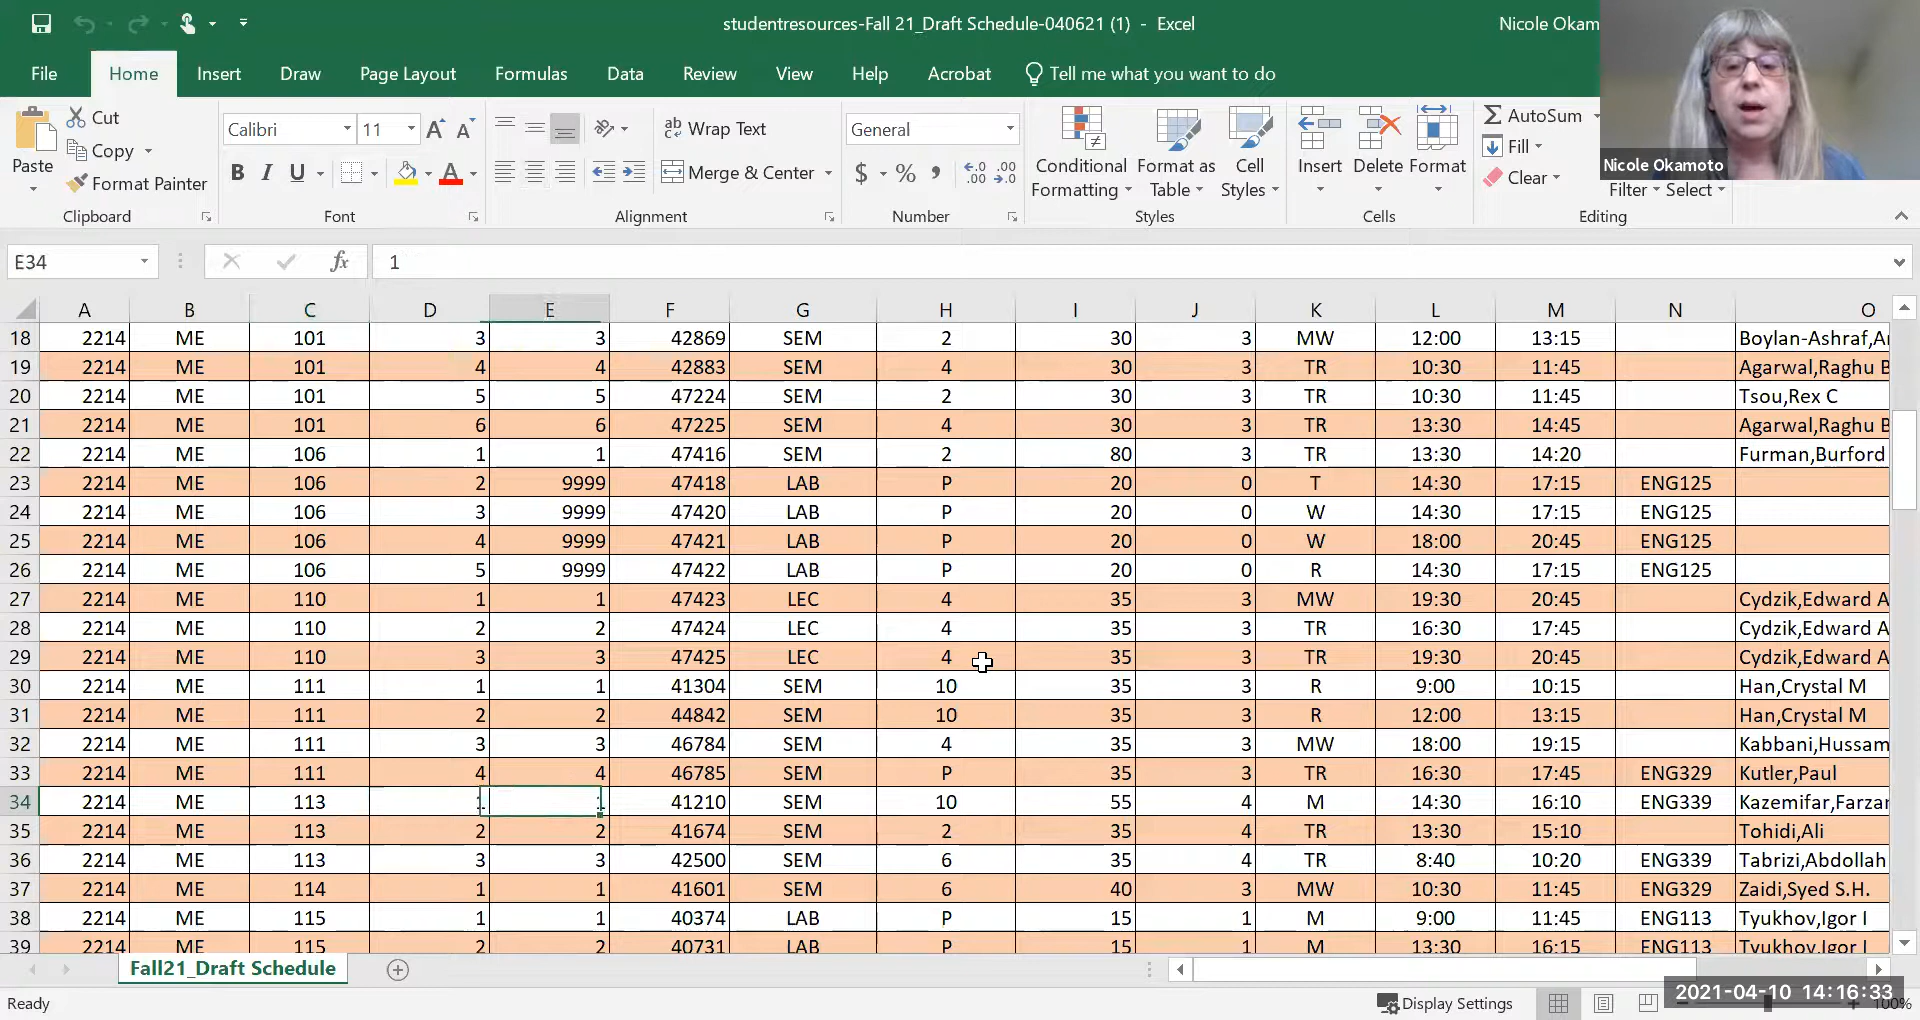 studentresources-Fall 21_Draft Schedule-040621 (1) - Excel
Nicole Okam
File Home Insert Draw Page Layout Formulas Data Review View Help Acrobat Tell me what you want to do
Cut
Copy
Format Painter
Paste
Clipboard
Calibri 11
B I U
Font
Wrap Text
Merge & Center
Alignment
General
$ % ,
Number
Conditional Formatting
Format as Table
Cell Styles
Styles
Insert Delete Format
Cells
AutoSum
Fill
Clear
Filter Select
Editing
Nicole Okamoto
E34 fx 1
A B C D E F G H I J K L M N O
18 2214 ME 101 3 3 42869 SEM 2 30 3 MW 12:00 13:15 Boylan-Ashraf,A
19 2214 ME 101 4 4 42883 SEM 4 30 3 TR 10:30 11:45 Agarwal,Raghu B
20 2214 ME 101 5 5 47224 SEM 2 30 3 TR 10:30 11:45 Tsou,Rex C
21 2214 ME 101 6 6 47225 SEM 4 30 3 TR 13:30 14:45 Agarwal,Raghu B
22 2214 ME 106 1 1 47416 SEM 2 80 3 TR 13:30 14:20 Furman,Burford
23 2214 ME 106 2 9999 47418 LAB P 20 0 T 14:30 17:15 ENG125
24 2214 ME 106 3 9999 47420 LAB P 20 0 W 14:30 17:15 ENG125
25 2214 ME 106 4 9999 47421 LAB P 20 0 W 18:00 20:45 ENG125
26 2214 ME 106 5 9999 47422 LAB P 20 0 R 14:30 17:15 ENG125
27 2214 ME 110 1 1 47423 LEC 4 35 3 MW 19:30 20:45 Cydzik,Edward A
28 2214 ME 110 2 2 47424 LEC 4 35 3 TR 16:30 17:45 Cydzik,Edward A
29 2214 ME 110 3 3 47425 LEC 4 35 3 TR 19:30 20:45 Cydzik,Edward A
30 2214 ME 111 1 1 41304 SEM 10 35 3 R 9:00 10:15 Han,Crystal M
31 2214 ME 111 2 2 44842 SEM 10 35 3 R 12:00 13:15 Han,Crystal M
32 2214 ME 111 3 3 46784 SEM 4 35 3 MW 18:00 19:15 Kabbani,Hussam
33 2214 ME 111 4 4 46785 SEM P 35 3 TR 16:30 17:45 ENG329 Kutler,Paul
34 2214 ME 113 1 1 41210 SEM 10 55 4 M 14:30 16:10 ENG339 Kazemifar,Farzan
35 2214 ME 113 2 2 41674 SEM 2 35 4 TR 13:30 15:10 Tohidi,Ali
36 2214 ME 113 3 3 42500 SEM 6 35 4 TR 8:40 10:20 ENG339 Tabrizi,Abdollah
37 2214 ME 114 1 1 41601 SEM 6 40 3 MW 10:30 11:45 ENG329 Zaidi,Syed S.H.
38 2214 ME 115 1 1 40374 LAB P 15 1 M 9:00 11:45 ENG113 Tyukhov,Igor I
39 2214 ME 115 2 2 40731 LAB P 15 1 M 13:30 16:15 ENG113 Tyukhov,Igor I
Fall21_Draft Schedule
Ready
Display Settings
2021-04-10 14:16:33
100%